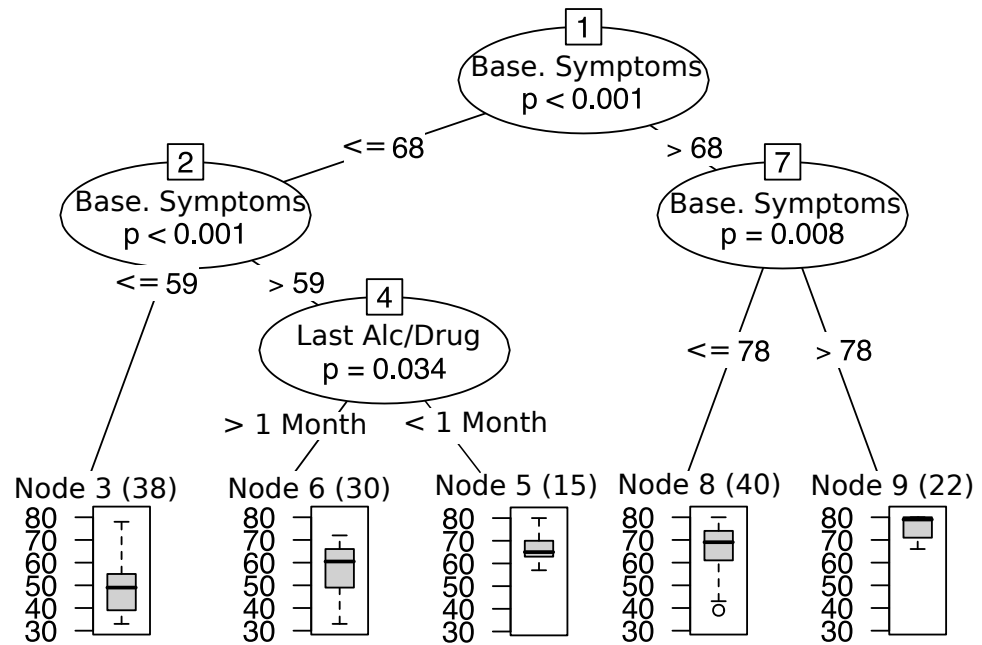 1
Base. Symptoms
p < 0.001
<= 68
> 68
2
Base. Symptoms
p < 0.001
7
Base. Symptoms
p = 0.008
<= 59
> 59
4
Last Alc/Drug
p = 0.034
<= 78
> 78
> 1 Month
< 1 Month
Node 3 (38)
80
70
60
50
40
30
Node 6 (30)
80
70
60
50
40
30
Node 5 (15)
80
70
60
50
40
30
Node 8 (40)
80
70
60
50
40
30
Node 9 (22)
80
70
60
50
40
30